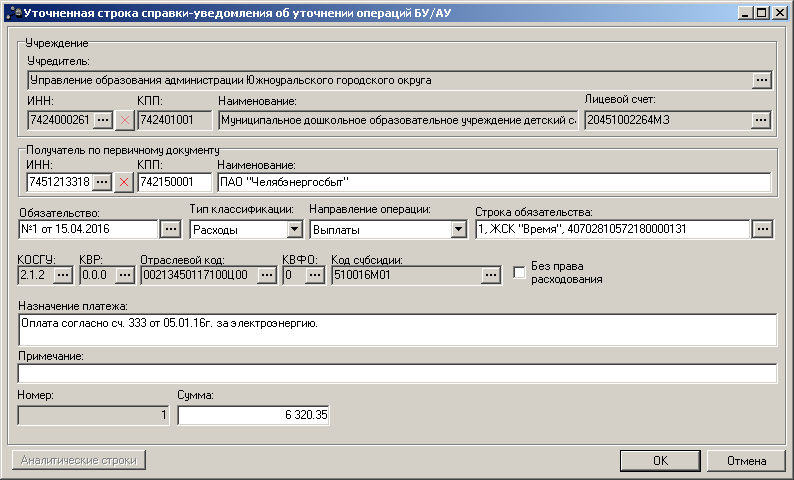 Уточненная строка справки-уведомления об уточнении операций БУ/АУ
Учреждение
Учредитель:
Управление образования администрации Южноуральского городского округа
ИНН: КПП: Наименование: Лицевой счет:
7424000261 742401001 Муниципальное дошкольное образовательное учреждение детский 20451002264МЗ
Получатель по первичному документу
ИНН: КПП: Наименование:
7451213318 742150001 ПАО "Челябэнергосбыт"
Обязательство: Тип классификации: Направление операции: Строка обязательства:
№1 от 15.04.2016 Расходы Выплаты 1, ЖСК "Время", 40702810572180000131
КОСГУ: КВР: Отраслевой код: КВФО: Код субсидии: Без права
2.1.2 0.0.0 00213450117100Ц00 0 510016М01 расходования
Назначение платежа:
Оплата согласно сч. 333 от 05.01.16г. за электроэнергию.
Примечание:
Номер: Сумма:
1 6 320.35
Аналитические строки OK Отмена